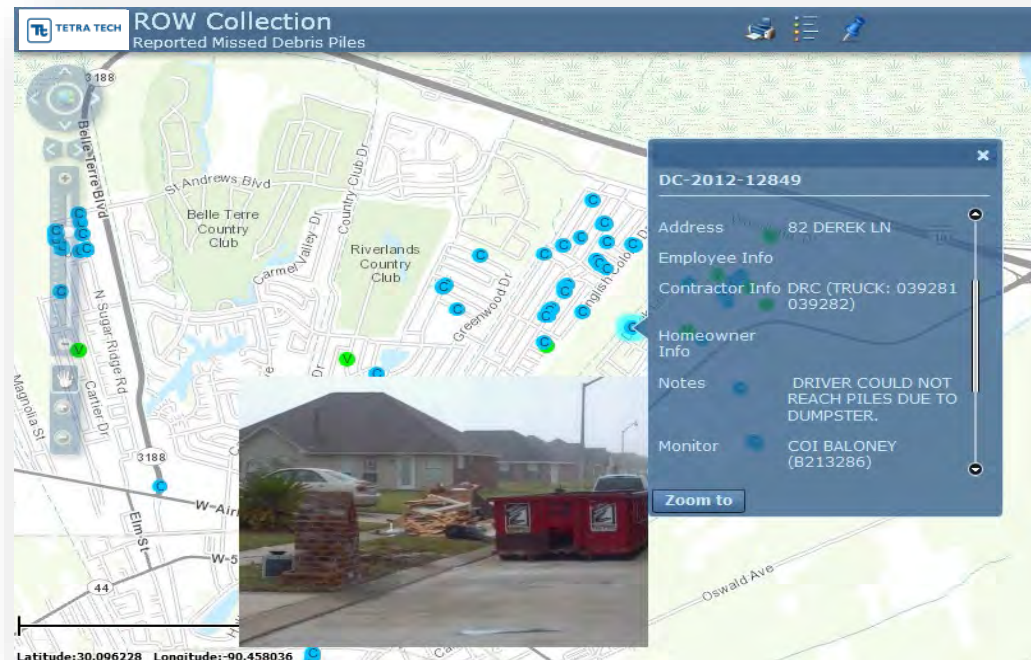 TETRA TECH
ROW Collection
Reported Missed Debris Piles
3188
Belle Terre Blvd
St Andrews Blvd
Belle Terre
Country
Club
Country Club Dr
Carmel Valley Dr
Riverlands
Country
Club
Greenwood Dr
English Colo
N Sugar Ridge Rd
Cartier Dr
Magnolia St
Dr
3188
Elm St
W-Airl
W-5
44
Oswald Ave
DC-2012-12849
Address 82 DEREK LN
Employee Info
Contractor Info DRC (TRUCK: 039281
039282)
Homeowner
Info
Notes DRIVER COULD NOT
REACH PILES DUE TO
DUMPSTER.
Monitor COI BALONEY
(B213286)
Zoom to
Latitude:30.096228 Longitude:-90.458036